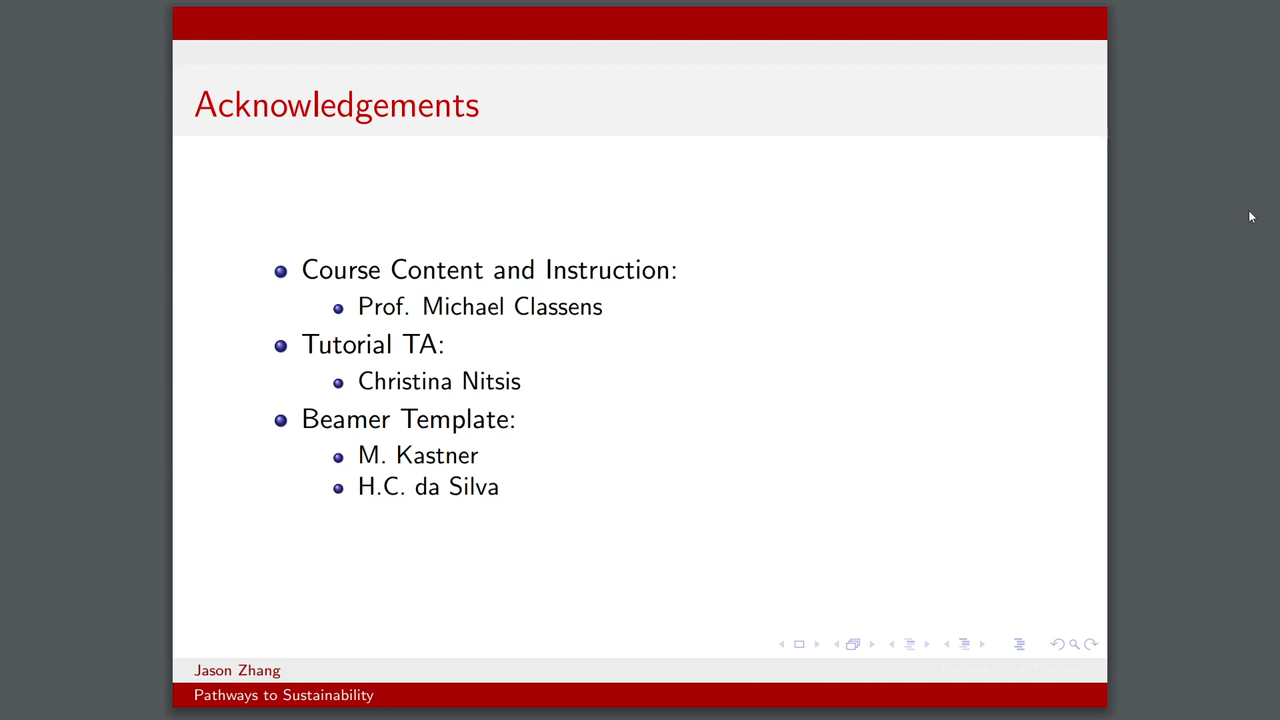 Acknowledgements
Course Content and Instruction:
Prof. Michael Classens
Tutorial TA:
Christina Nitsis
Beamer Template:
M. Kastner
H.C. da Silva
Jason Zhang
Pathways to Sustainability